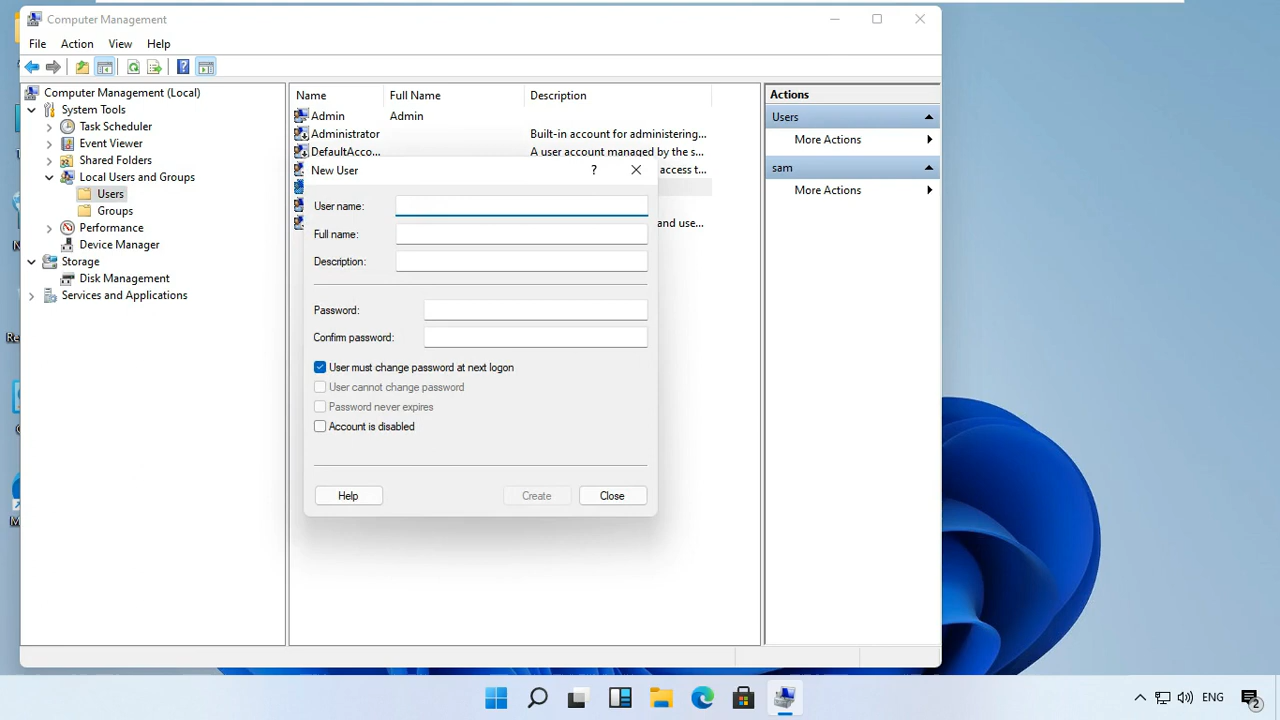 Computer Management
File Action View Help
Computer Management (Local)
System Tools
Task Scheduler
Event Viewer
Shared Folders
Local Users and Groups
Users
Groups
Performance
Device Manager
Storage
Disk Management
Services and Applications
Name Full Name Description
Admin Admin
Administrator Built-in account for administering...
DefaultAcco... A user account managed by the s...
access t...
and use...
New User
?
User name:
Full name:
Description:
Password:
Confirm password:
User must change password at next logon
User cannot change password
Password never expires
Account is disabled
Help Create Close
Actions
Users
More Actions
sam
More Actions
ENG
2